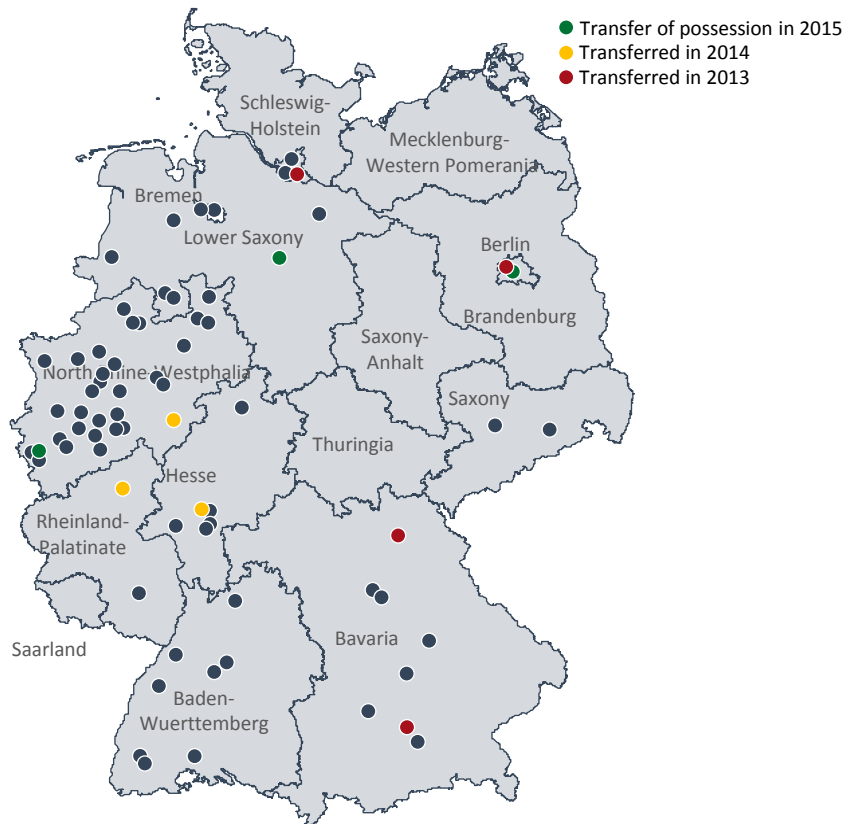 Transfer of possession in 2015
Transferred in 2014
Transferred in 2013
Schleswig-
Holstein
Mecklenburg-
Western Pomerania
Bremen
Lower Saxony
Berlin
Brandenburg
Saxony-
Anhalt
North Rhine-Westphalia
Saxony
Thuringia
Hesse
Rheinland-
Palatinate
Saarland
Bavaria
Baden-
Wuerttemberg